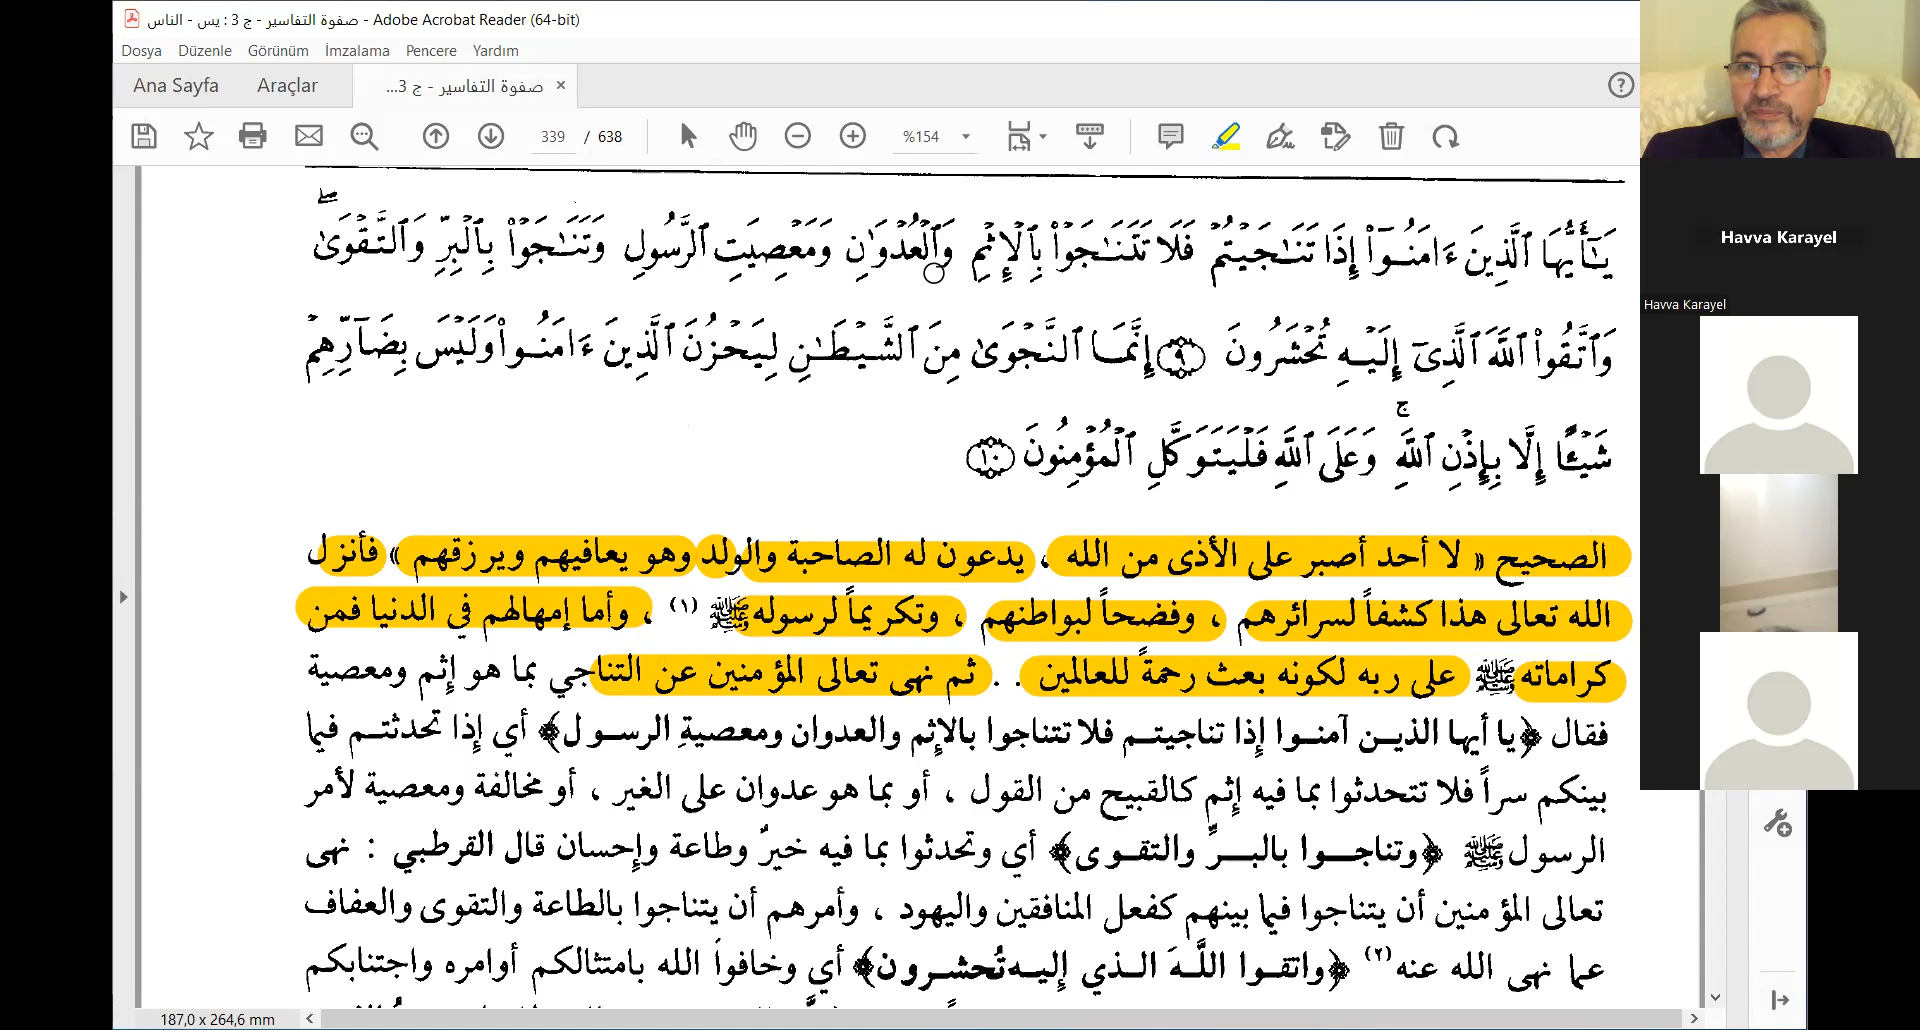 صفوة التفاسير - ج 3 : يس - الناس - Adobe Acrobat Reader (64-bit)
Dosya Düzenle Görünüm İmzalama Pencere Yardım
Ana Sayfa Araçlar صفوة التفاسير - ج 3... ×
339 / 638 %154
يَٰٓأَيُّهَا ٱلَّذِينَ ءَامَنُوٓا۟ إِذَا تَنَٰجَيْتُمْ فَلَا تَتَنَٰجَوْا۟ بِٱلْإِثْمِ وَٱلْعُدْوَٰنِ وَمَعْصِيَتِ ٱلرَّسُولِ وَتَنَٰجَوْا۟ بِٱلْبِرِّ وَٱلتَّقْوَىٰ ۖ
وَٱتَّقُوا۟ ٱللَّهَ ٱلَّذِىٓ إِلَيْهِ تُحْشَرُونَ ٩ إِنَّمَا ٱلنَّجْوَىٰ مِنَ ٱلشَّيْطَٰنِ لِيَحْزُنَ ٱلَّذِينَ ءَامَنُوا۟ وَلَيْسَ بِضَآرِّهِمْ
شَيْـًٔا إِلَّا بِإِذْنِ ٱللَّهِ ۚ وَعَلَى ٱللَّهِ فَلْيَتَوَكَّلِ ٱلْمُؤْمِنُونَ ١٠
الصحيح « لا أحد أصبر على الأذى من الله ، يدعون له الصاحبة والولد وهو يعافيهم ويرزقهم » فأنزل
الله تعالى هذا كشفاً لسرائرهم ، وفضحاً لبواطنهم ، وتكريماً لرسوله ﷺ (١) ، وأما إمهالهم في الدنيا فمن
كراماته ﷺ على ربه لكونه بعث رحمةً للعالمين . . ثم نهى تعالى المؤمنين عن التناجي بما هو إثم ومعصية
فقال ﴿يا أيها الذين آمنوا إذا تناجيتم فلا تتناجوا بالإثم والعدوان ومعصيةِ الرسول﴾ أي إذا تحدثتم فيما
بينكم سراً فلا تتحدثوا بما فيه إثم كالقبيح من القول ، أو بما هو عدوان على الغير ، أو مخالفة ومعصية لأمر
الرسول ﷺ ﴿وتناجوا بالبرِّ والتقوى﴾ أي وتحدثوا بما فيه خيرٌ وطاعة وإحسان قال القرطبي : نهى
تعالى المؤمنين أن يتناجوا فيما بينهم كفعل المنافقين واليهود ، وأمرهم أن يتناجوا بالطاعة والتقوى والعفاف
عما نهى الله عنه (٢) ﴿واتقوا اللَّهَ الذي إليه تُحشرون﴾ أي وخافوا الله بامتثالكم أوامره واجتنابكم
187,0 x 264,6 mm
Havva Karayel
Havva Karayel